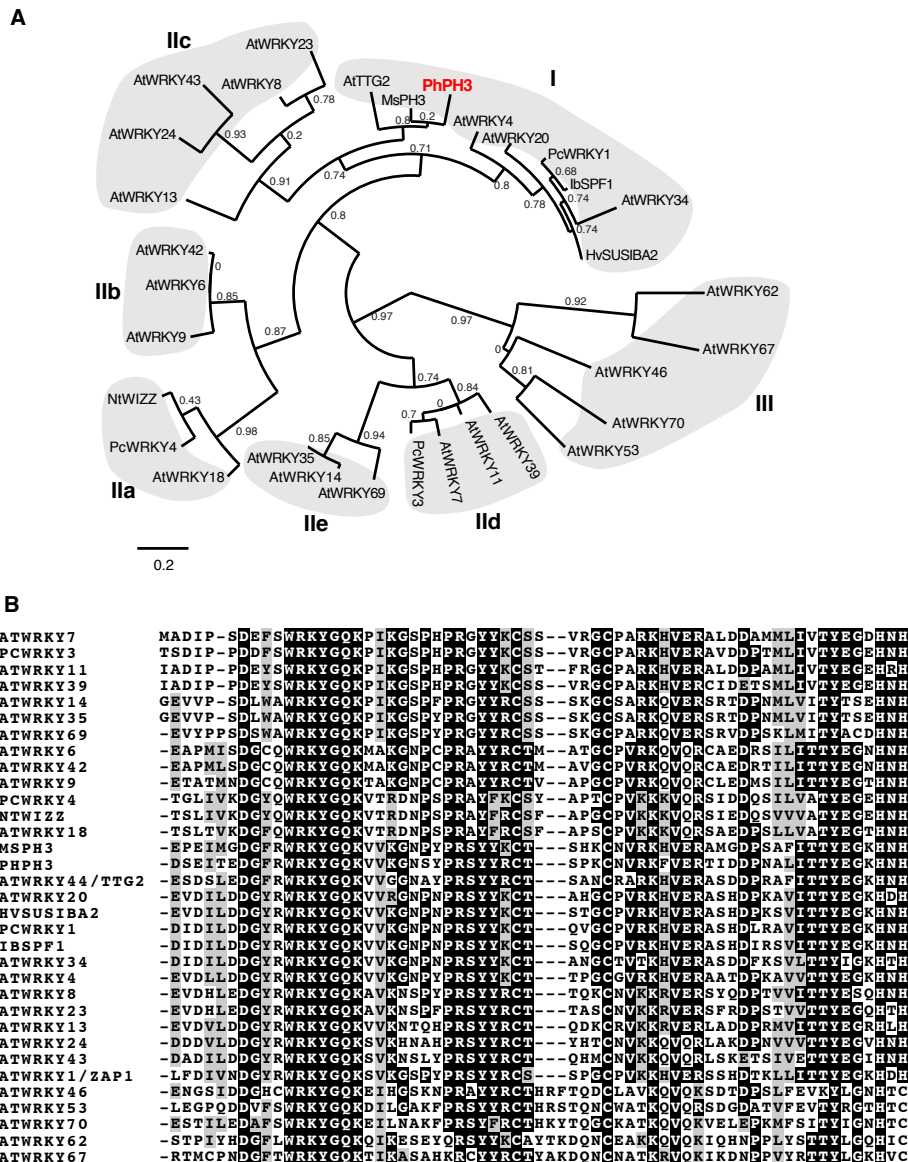 A
IIc
AtWRKY23
AtWRKY43
AtWRKY8
AtWRKY24
AtWRKY13
0.78
0.93
0.2
0.91
I
AtTTG2
PhPH3
MsPH3
0.8
0.2
AtWRKY4
AtWRKY20
PcWRKY1
0.68
IbSPF1
0.74
AtWRKY34
0.74
HvSUSIBA2
0.71
0.74
0.8
0.78
0.8
AtWRKY42
0
IIb
AtWRKY6
0.85
AtWRKY9
0.87
NtWIZZ
0.43
PcWRKY4
0.98
AtWRKY18
IIa
0.97
0.97
0.92
AtWRKY62
AtWRKY67
0
AtWRKY46
0.81
III
AtWRKY70
AtWRKY53
0.74
0.84
0
0.7
0.85
0.94
AtWRKY35
AtWRKY14
AtWRKY69
IIe
PcWRKY3
AtWRKY7
AtWRKY11
AtWRKY39
IId
0.2
B
ATWRKY7 MADIP-SDEFSWRKYGQKPIKGSPHPRGYYKCSS--VRGCPARKHVERALDDAMMLIVTYEGDHNH
PCWRKY3 TSDIP-PDDFSWRKYGQKPIKGSPHPRGYYKCSS--VRGCPARKHVERAVDDPTMLIVTYEGEHNH
ATWRKY11 IADIP-PDEYSWRKYGQKPIKGSPHPRGYYKCST--FRGCPARKHVERALDDPAMLIVTYEGEHRH
ATWRKY39 IADIP-PDEYSWRKYGQKPIKGSPHPRGYYKCSS--VRGCPARKHVERCIDETSMLIVTYEGEHNH
ATWRKY14 GEVVP-SDLWAWRKYGQKPIKGSPFPRGYYRCSS--SKGCSARKQVERSRTDPNMLVITYTSEHNH
ATWRKY35 GEVVP-SDLWAWRKYGQKPIKGSPYPRGYYRCSS--SKGCSARKQVERSRTDPNMLVITYTSEHNH
ATWRKY69 -EVYPPSDSWAWRKYGQKPIKGSPYPRGYYRCSS--SKGCPARKQVERSRVDPSKLMITYACDHNH
ATWRKY6 -EAPMISDGCQWRKYGQKMAKGNPCPRAYYRCTM--ATGCPVRKQVQRCAEDRSILITTYEGNHNH
ATWRKY42 -EAPMLSDGCQWRKYGQKMAKGNPCPRAYYRCTM--AVGCPVRKQVQRCAEDRTILITTYEGNHNH
ATWRKY9 -ETATMNDGCQWRKYGQKTAKGNPCPRAYYRCTV--APGCPVRKQVQRCLEDMSILITTYEGTHNH
PCWRKY4 -TGLIVKDGYQWRKYGQKVTRDNPSPRAYFKCSY--APTCPVKKKVQRSIDDQSILVATYEGEHNH
NTWIZZ -TSLIVKDGYQWRKYGQKVTRDNPSPRAYFRCSF--APGCPVKKKVQRSIEDQSVVVATYEGEHNH
ATWRKY18 -TSLTVKDGFQWRKYGQKVTRDNPSPRAYFRCSF--APSCPVKKKVQRSAEDPSLLVATYEGTHNH
MSPH3 -EPEIMGDGFRWRKYGQKVVKGNPYPRSYYKCT---SHKCNVRKHVERAMGDPSAFITTYEGKHNH
PHPH3 -DSEITEDGFRWRKYGQKVVKGNSYPRSYYRCT---SPKCNVRKFVERTIDDPNALITTYEGKHNH
ATWRKY44/TTG2 -ESDSLEDGFRWRKYGQKVVGGNAYPRSYYRCT---SANCRARKHVERASDDPRAFITTYEGKHNH
ATWRKY20 -EVDILDDGYRWRKYGQKVVRGNPNPRSYYKCT---AHGCPVRKHVERASHDPKAVITTYEGKHDH
HVSUSIBA2 -EVDILDDGYRWRKYGQKVVKGNPNPRSYYKCT---STGCPVRKHVERASHDPKSVITTYEGKHNH
PCWRKY1 -DIDILDDGYRWRKYGQKVVKGNPNPRSYYKCT---QVGCPVRKHVERASHDLRAVITTYEGKHNH
IBSPF1 -DIDILDDGYRWRKYGQKVVKGNPNPRSYYKCT---SQGCPVRKHVERASHDIRSVITTYEGKHNH
ATWRKY34 -DIDILDDGYRWRKYGQKVVKGNPNPRSYYKCT---ANGCTVTKHVERASDDFKSVLTTYIGKHTH
ATWRKY4 -EVDLLDDGYRWRKYGQKVVKGNPYPRSYYKCT---TPGCGVRKHVERAATDPKAVVTTYEGKHNH
ATWRKY8 -EVDHLEDGYRWRKYGQKAVKNSPYPRSYYRCT---TQKCNVKKRVERSYQDPTVVITTYESQHNH
ATWRKY23 -EVDHLEDGYRWRKYGQKAVKNSPFPRSYYRCT---TASCNVKKRVERSFRDPSTVVTTYEGQHTH
ATWRKY13 -EVDVLDDGYRWRKYGQKVVKNTQHPRSYYRCT---QDKCRVKKRVERLADDPRMVITTYEGRHLH
ATWRKY24 -DDDVLDDGYRWRKYGQKSVKHNAHPRSYYRCT---YHTCNVKKQVQRLAKDPNVVVTTYEGVHNH
ATWRKY43 -DADILDDGYRWRKYGQKSVKNSLYPRSYYRCT---QHMCNVKKQVQRLSKETSIVETTYEGIHNH
ATWRKY1/ZAP1 -LFDIVNDGYRWRKYGQKSVKGSPYPRSYYRCS---SPGCPVKKHVERSSHDTKLLITTYEGKHDH
ATWRKY46 -ENGSIDDGHCWRKYGQKEIHGSKNPRAYYRCTHRFTQDCLAVKQVQKSDTDPSLFEVKYLGNHTC
ATWRKY53 -LEGPQDDVFSWRKYGQKDILGAKFPRSYYRCTHRSTQNCWATKQVQRSDGDATVFEVTYRGTHTC
ATWRKY70 -ESTILEDAFSWRKYGQKEILNAKFPRSYFRCTHKYTQGCKATKQVQKVELEPKMFSITYIGNHTC
ATWRKY62 -STPIYHDGFLWRKYGQKQIKESEYQRSYYKCAYTKDQNCEAKKQVQKIQHNPPLYSTTYLGQHIC
ATWRKY67 -RTMCPNDGFTWRKYGQKTIKASAHKRCYYRCTYAKDQNCNATKRVQKIKDNPPVYRTTYLGKHVC